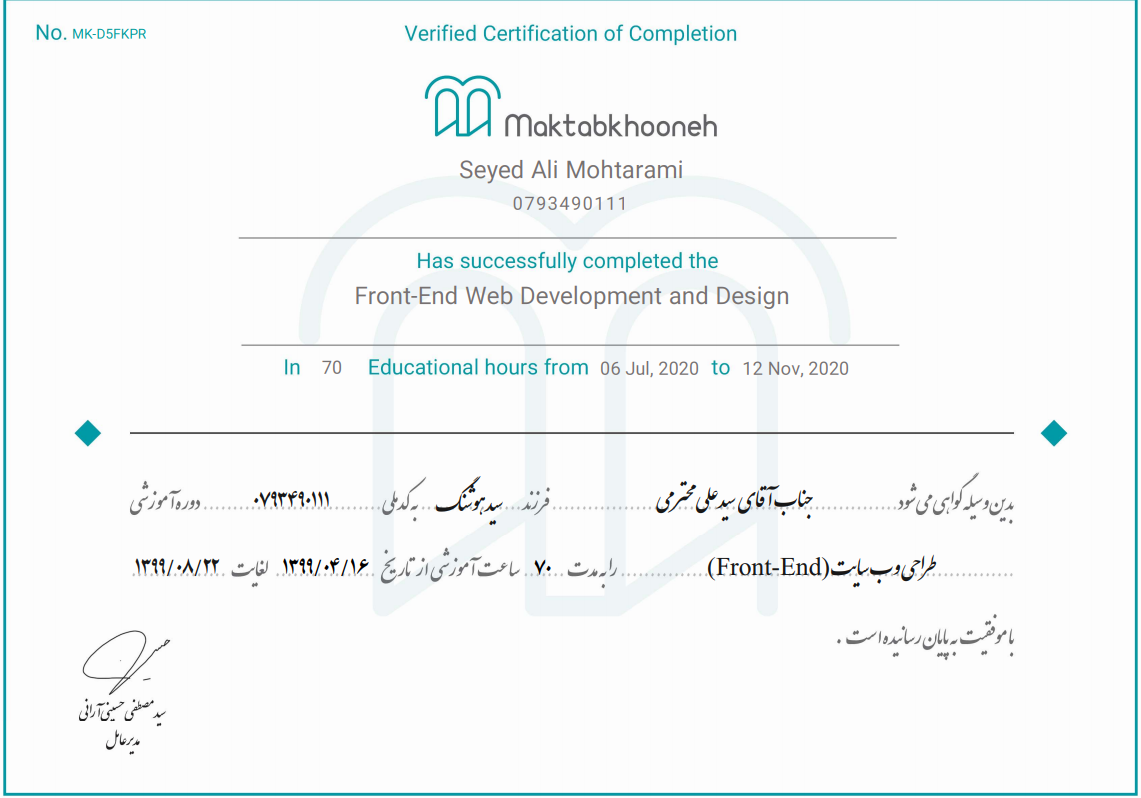 No. MK-D5FKPR
Verified Certification of Completion
Maktabkhooneh
Seyed Ali Mohtarami
0793490111
Has successfully completed the
Front-End Web Development and Design
In 70 Educational hours from 06 Jul, 2020 to 12 Nov, 2020
بدین وسیله گواهی می شود جناب آقای سید علی محترمی فرزند سید هوشنگ به کد ملی ۰۷۹۳۴۹۰۱۱۱ دوره آموزشی
طراحی وب سایت (Front-End) را به مدت ۷۰ ساعت آموزشی از تاریخ ۱۳۹۹/۰۴/۱۶ لغایت ۱۳۹۹/۰۸/۲۲
با موفقیت به پایان رسانیده است .
سید مصطفی حسینی آرانی
مدیر عامل